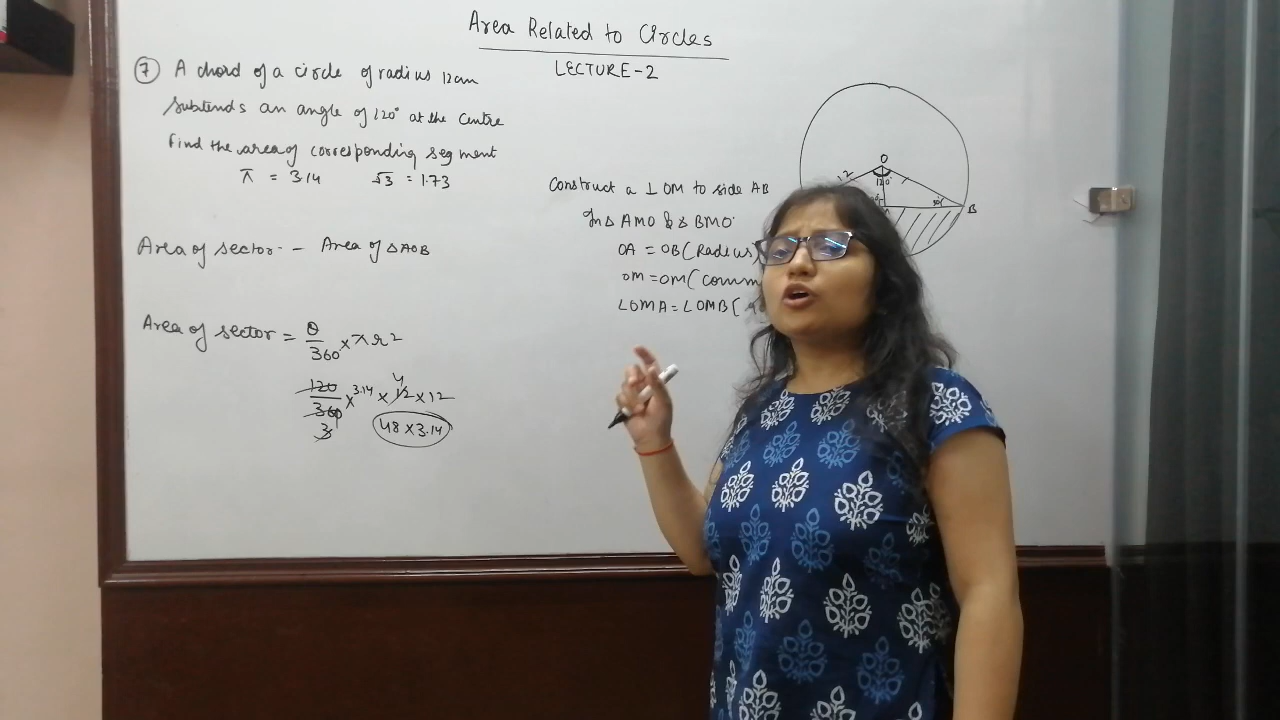 Area Related to Circles
LECTURE-2
7 A chord of a circle of radius 12cm
subtends an angle of 120° at the centre
Find the area of corresponding segment
π = 3.14 √3 = 1.73
Area of sector - Area of △AOB
Area of sector = θ/360 × πr²
120/360 × 3.14 × 12 × 12
3 4
48 × 3.14
Construct a ⊥ OM to side AB
In △ AMO & △ BMO
OA = OB (Radius)
OM = OM (comm
∠OMA = ∠OMB (
O
12
120°
30°
B